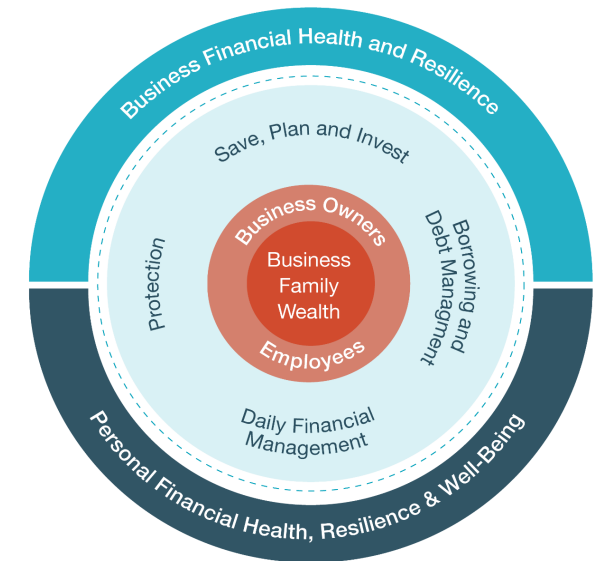 Business Financial Health and Resilience
Save, Plan and Invest
Business Owners
Business
Family
Wealth
Employees
Protection
Borrowing and
Debt Managment
Daily Financial
Management
Personal Financial Health, Resilience & Well-Being